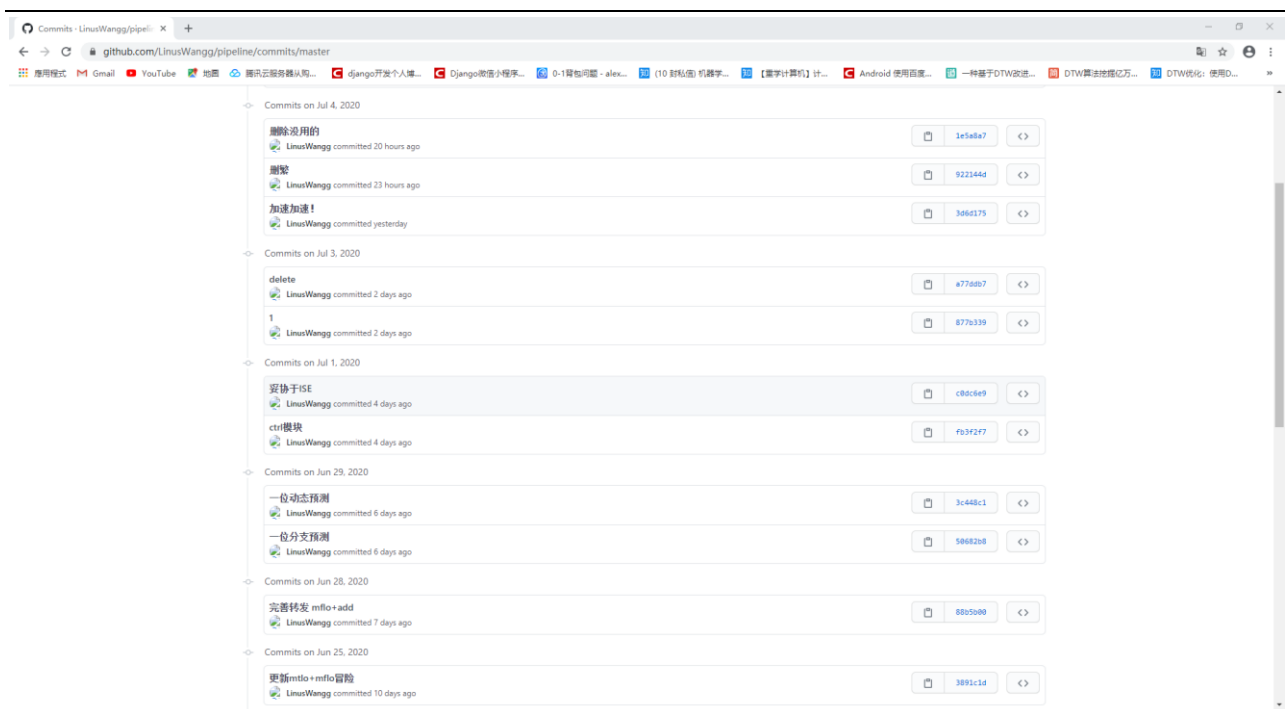 Commits · LinusWangg/pipeli
github.com/LinusWangg/pipeline/commits/master
应用程式 Gmail YouTube 地图 腾讯云服务器从购... django开发个人博... Django微信小程序... 0-1背包问题 - alex... (10 封私信) 机器学... 【重学计算机】计... Android 使用百度... 一种基于DTW改进... DTW算法挖掘亿万... DTW优化：使用D... »
Commits on Jul 4, 2020
删除没用的
LinusWangg committed 20 hours ago
1e5a8a7
删繁
LinusWangg committed 23 hours ago
922144d
加速加速！
LinusWangg committed yesterday
3d6d175
Commits on Jul 3, 2020
delete
LinusWangg committed 2 days ago
a77ddb7
1
LinusWangg committed 2 days ago
877b339
Commits on Jul 1, 2020
妥协于ISE
LinusWangg committed 4 days ago
c0dc6e9
ctrl模块
LinusWangg committed 4 days ago
fb3f2f7
Commits on Jun 29, 2020
一位动态预测
LinusWangg committed 6 days ago
3c448c1
一位分支预测
LinusWangg committed 6 days ago
50682b8
Commits on Jun 28, 2020
完善转发 mflo+add
LinusWangg committed 7 days ago
88b5b00
Commits on Jun 25, 2020
更新mtlo+mflo冒险
LinusWangg committed 10 days ago
3891c1d